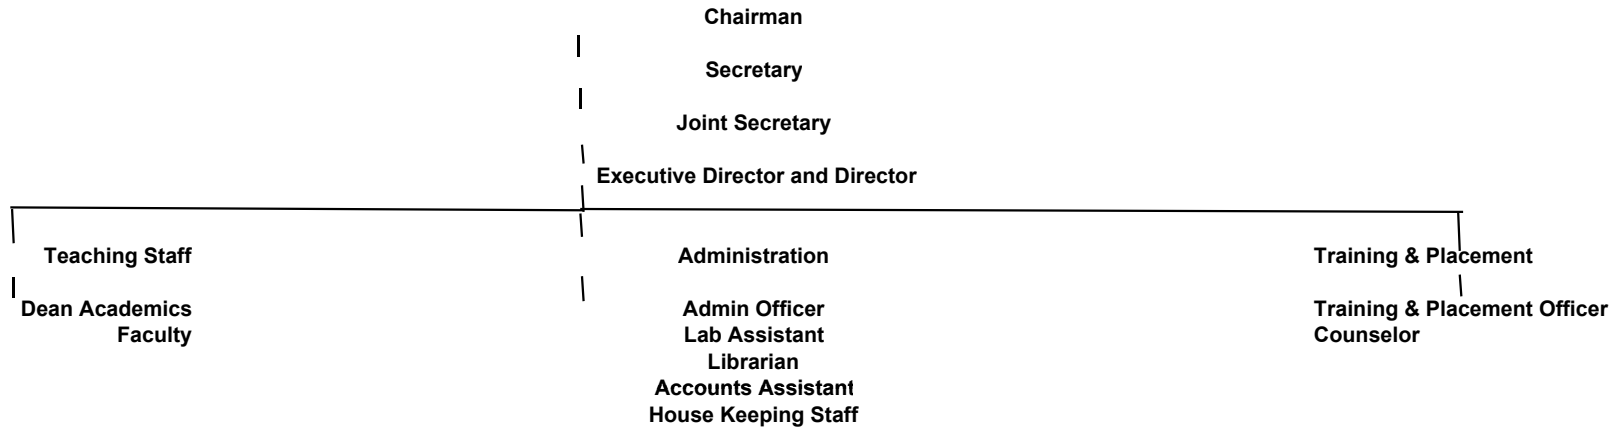 Chairman
Secretary
Joint Secretary
Executive Director and Director
Teaching Staff
Administration
Training & Placement
Dean Academics
Admin Officer
Training & Placement Officer
Faculty
Lab Assistant
Counselor
Librarian
Accounts Assistant
House Keeping Staff